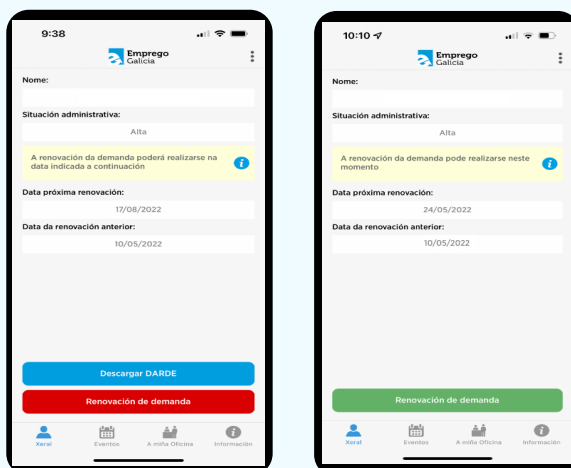 9:38
Emprego
Galicia
Nome:
Situación administrativa:
Alta
A renovación da demanda poderá realizarse na
data indicada a continuación
Data próxima renovación:
17/08/2022
Data da renovación anterior:
10/05/2022
Descargar DARDE
Renovación de demanda
Xeral
Eventos
A miña Oficina
Información
10:10
Emprego
Galicia
Nome:
Situación administrativa:
Alta
A renovación da demanda pode realizarse neste
momento
Data próxima renovación:
24/05/2022
Data da renovación anterior:
10/05/2022
Renovación de demanda
Xeral
Eventos
A miña Oficina
Información